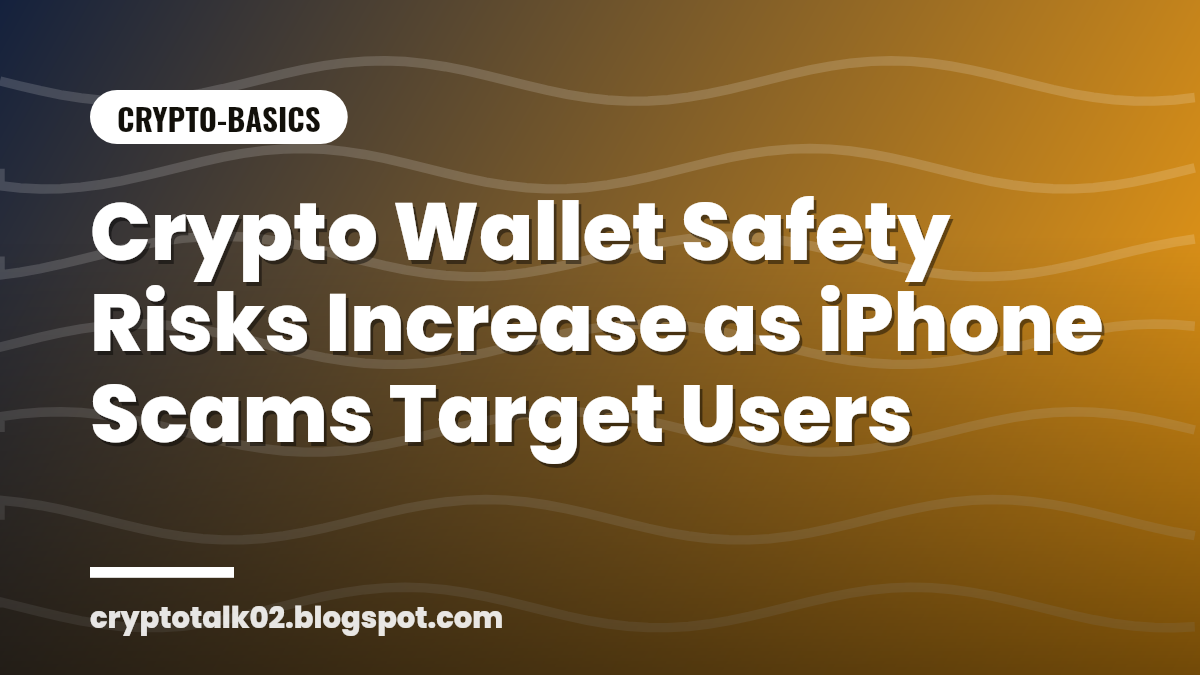 CRYPTO-BASICS
Crypto Wallet Safety
Risks Increase as iPhone
Scams Target Users
cryptotalk02.blogspot.com